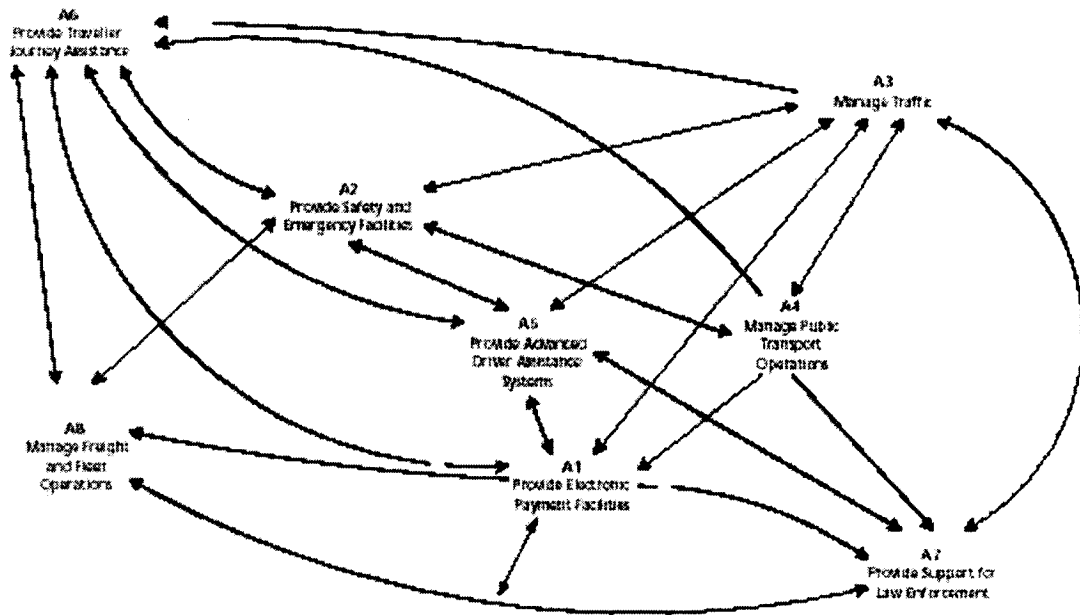 A6
Provide Traveller
Journey Assistance
A3
Manage Traffic
A2
Provide Safety and
Emergency Facilities
A4
Manage Public
Transport
Operations
A5
Provide Advanced
Driver Assistance
Systems
A8
Manage Freight
and Fleet
Operations
A1
Provide Electronic
Payment Facilities
A7
Provide Support for
Law Enforcement